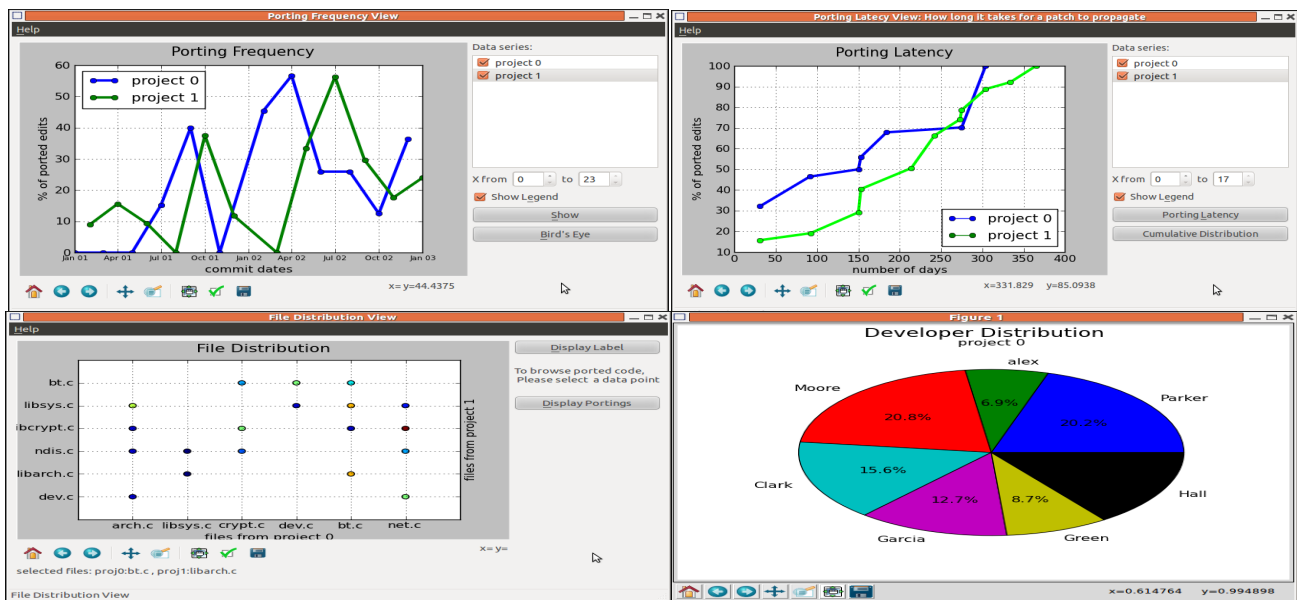 Porting Frequency View
Help
Porting Frequency
60
50
40
30
20
10
0
% of ported edits
project 0
project 1
Jan 01 Apr 01 Jul 01 Oct 01 Jan 02 Apr 02 Jul 02 Oct 02 Jan 03
commit dates
Data series:
project 0
project 1
X from 0 to 23
Show Legend
Show
Bird's Eye
x= y=44.4375
Porting Latecy View: How long it takes for a patch to propagate
Help
Porting Latency
100
90
80
70
60
50
40
30
20
10
% of ported edits
project 0
project 1
0 50 100 150 200 250 300 350 400
number of days
Data series:
project 0
project 1
X from 0 to 17
Show Legend
Porting Latency
Cumulative Distribution
x=331.829 y=85.0938
File Distribution View
Help
File Distribution
bt.c
libsys.c
ibcrypt.c
ndis.c
libarch.c
dev.c
files from project 1
arch.c libsys.c crypt.c dev.c bt.c net.c
files from project 0
Display Label
To browse ported code,
Please select a data point
Display Portings
x= y=
selected files: proj0:bt.c , proj1:libarch.c
File Distribution View
Figure 1
Developer Distribution
project 0
alex
Moore
Parker
6.9%
20.8%
20.2%
15.6%
Clark
Hall
12.7%
8.7%
Garcia
Green
x=0.614764 y=0.994898